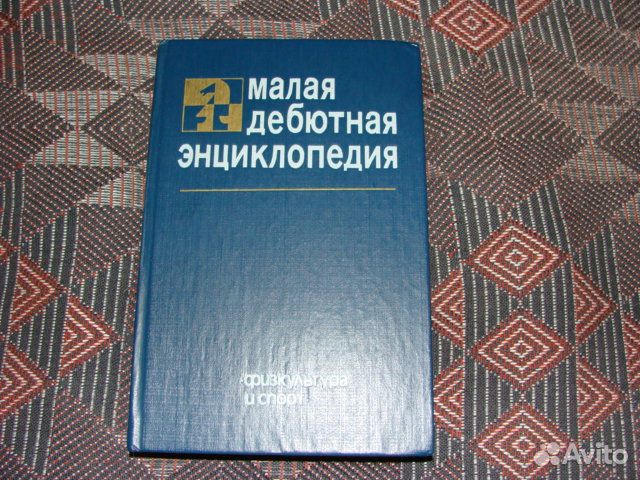 малая
дебютная
энциклопедия
физкультура
и спорт
Avito